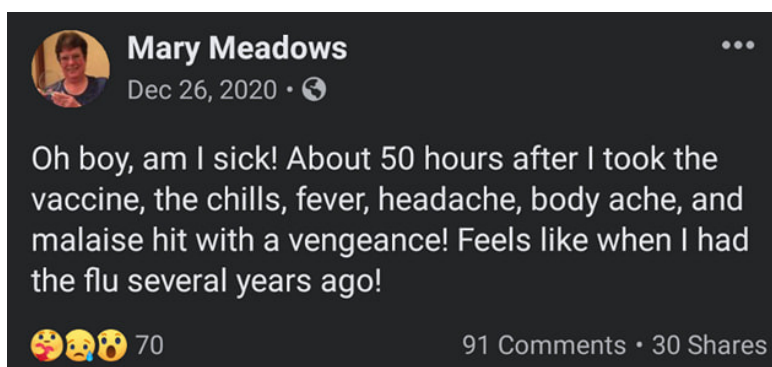 Mary Meadows
Dec 26, 2020 •
Oh boy, am I sick! About 50 hours after I took the
vaccine, the chills, fever, headache, body ache, and
malaise hit with a vengeance! Feels like when I had
the flu several years ago!
70 91 Comments • 30 Shares